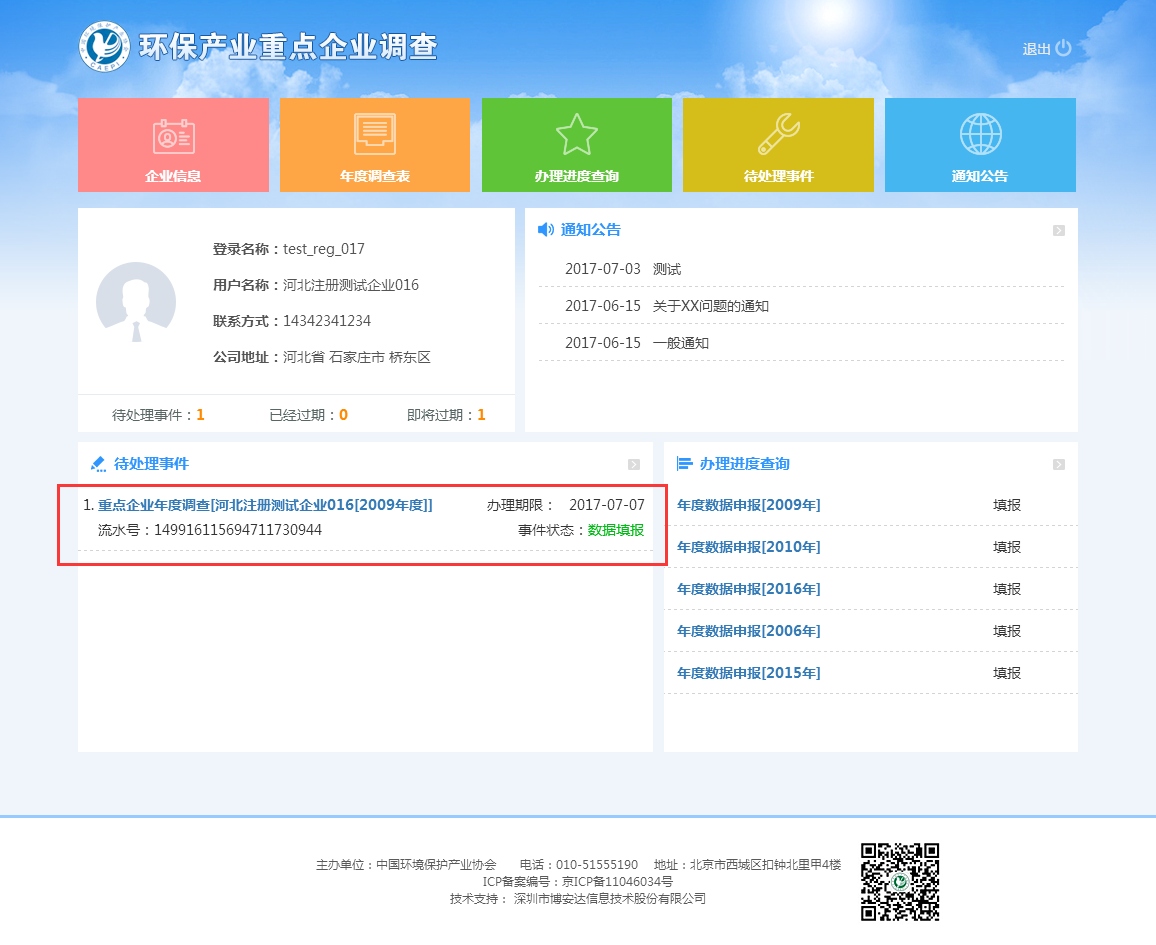 环保产业重点企业调查
退出
企业信息
年度调查表
办理进度查询
待处理事件
通知公告
登录名称：test_reg_017
用户名称：河北注册测试企业016
联系方式：14342341234
公司地址：河北省 石家庄市 桥东区
待处理事件：1 已经过期：0 即将过期：1
通知公告
2017-07-03 测试
2017-06-15 关于XX问题的通知
2017-06-15 一般通知
待处理事件
1. 重点企业年度调查[河北注册测试企业016[2009年度]] 办理期限： 2017-07-07
流水号：149916115694711730944 事件状态：数据填报
办理进度查询
年度数据申报[2009年] 填报
年度数据申报[2010年] 填报
年度数据申报[2016年] 填报
年度数据申报[2006年] 填报
年度数据申报[2015年] 填报
主办单位：中国环境保护产业协会 电话：010-51555190 地址：北京市西城区扣钟北里甲4楼
ICP备案编号：京ICP备11046034号
技术支持： 深圳市博安达信息技术股份有限公司